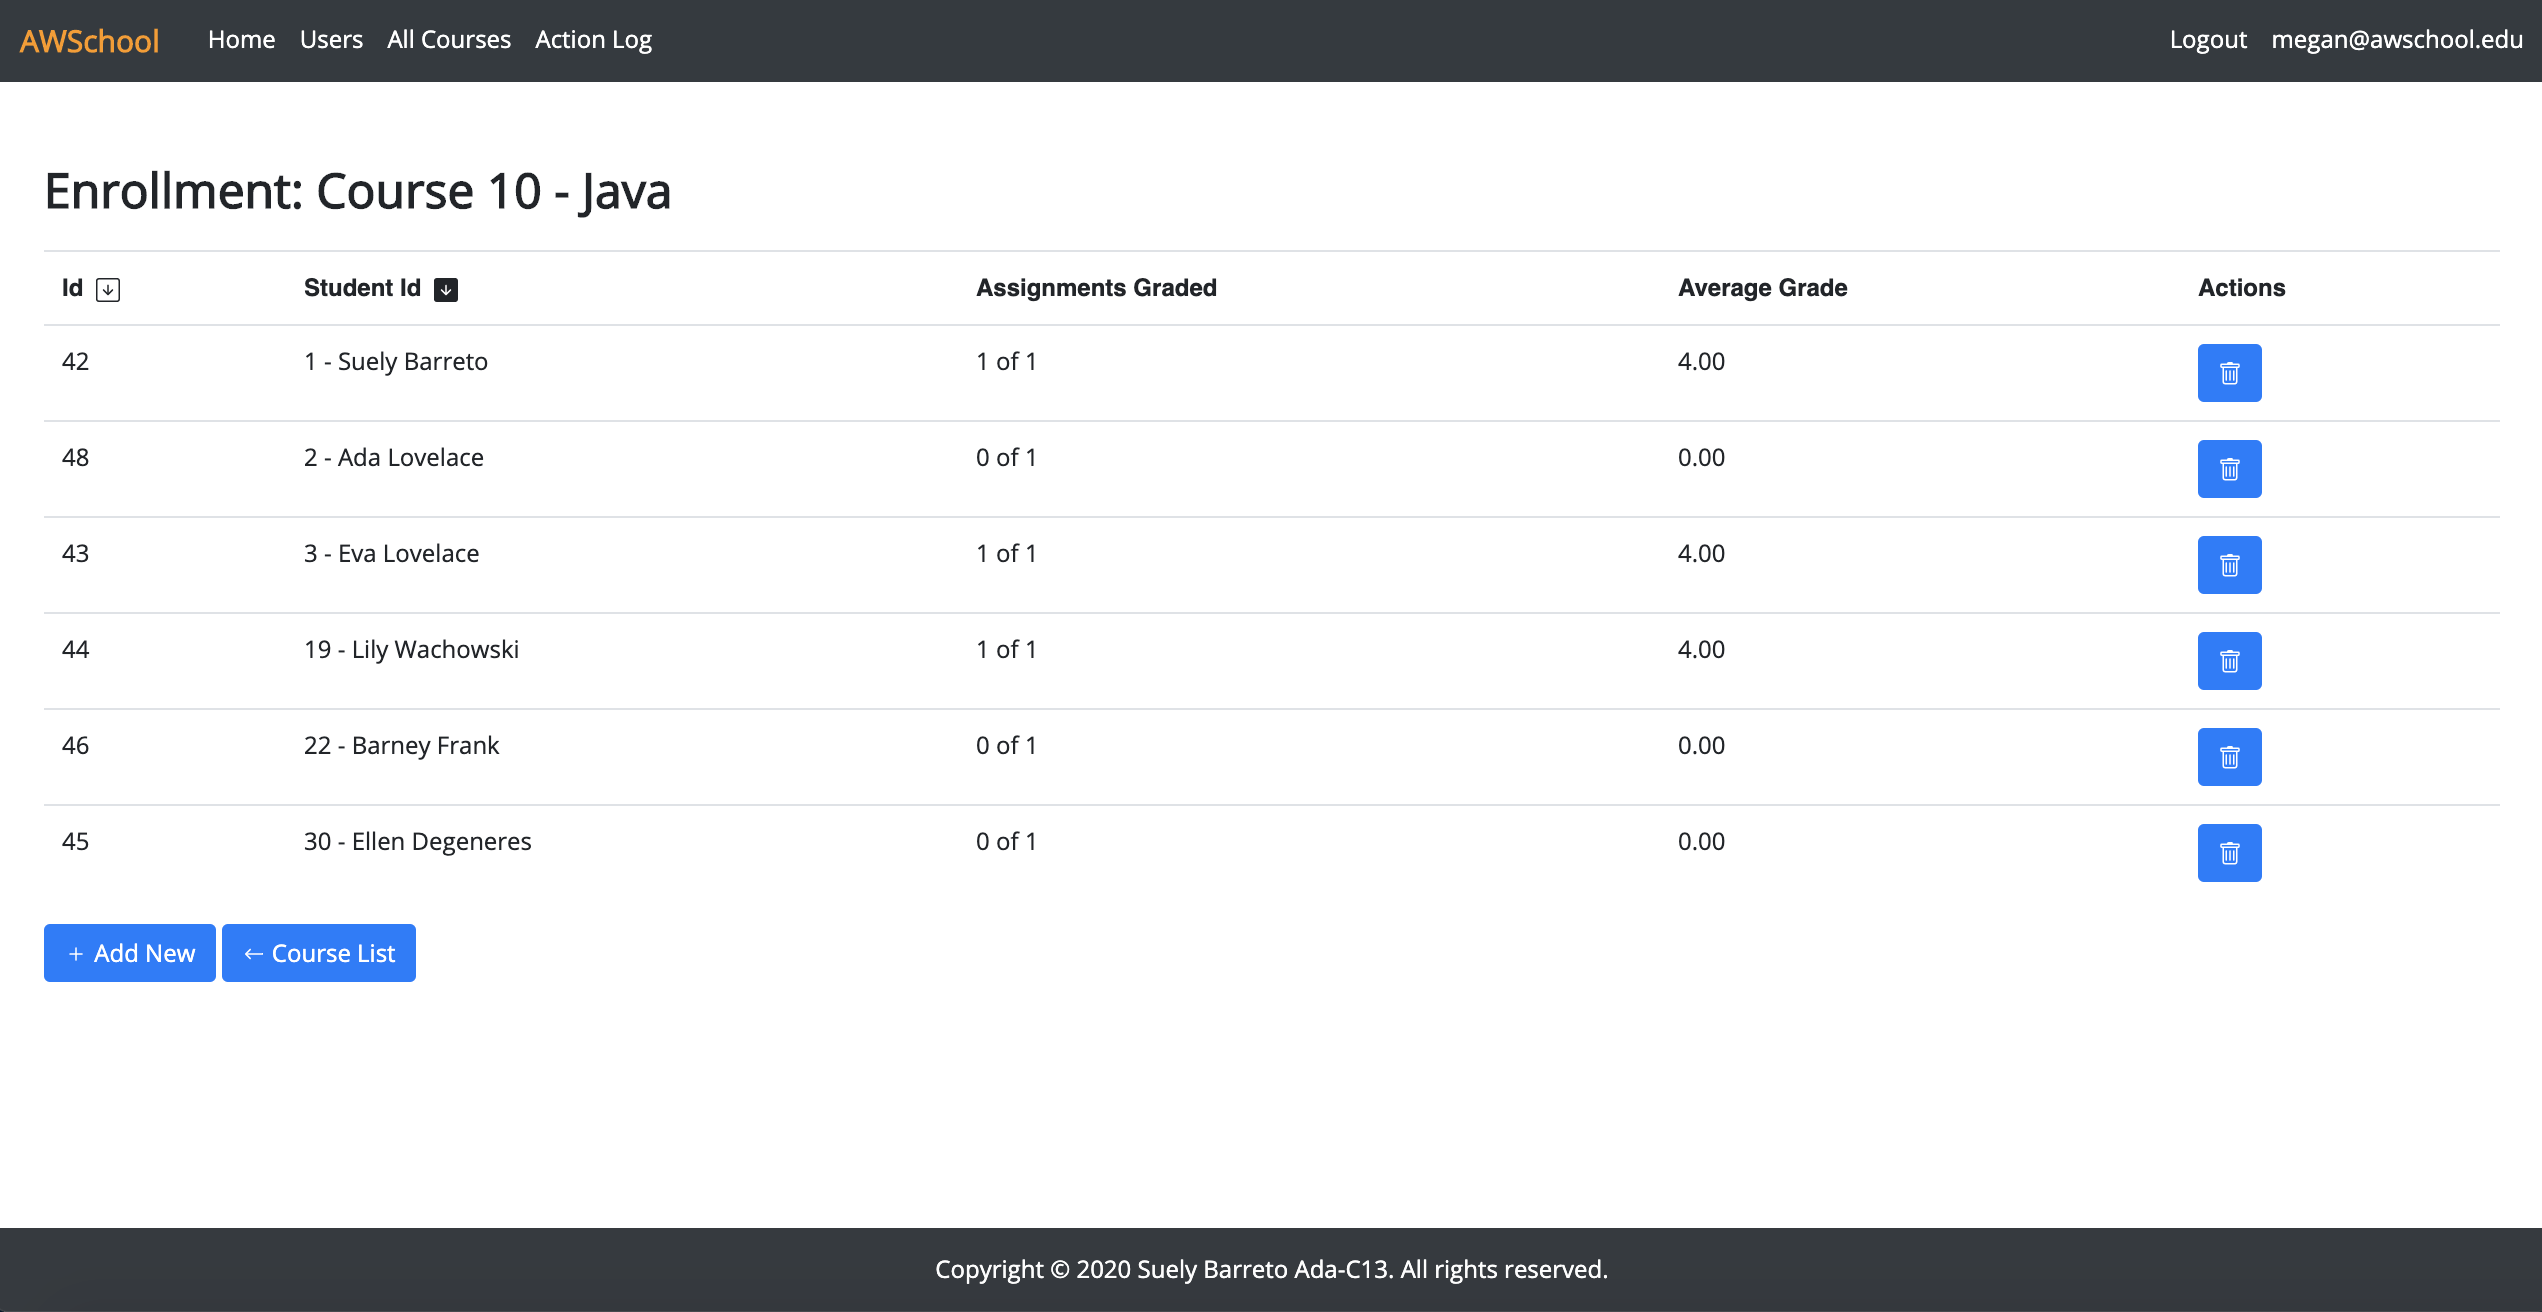 AWSchool Home Users All Courses Action Log Logout megan@awschool.edu
Enrollment: Course 10 - Java
Id Student Id Assignments Graded Average Grade Actions
42 1 - Suely Barreto 1 of 1 4.00
48 2 - Ada Lovelace 0 of 1 0.00
43 3 - Eva Lovelace 1 of 1 4.00
44 19 - Lily Wachowski 1 of 1 4.00
46 22 - Barney Frank 0 of 1 0.00
45 30 - Ellen Degeneres 0 of 1 0.00
+ Add New ← Course List
Copyright © 2020 Suely Barreto Ada-C13. All rights reserved.